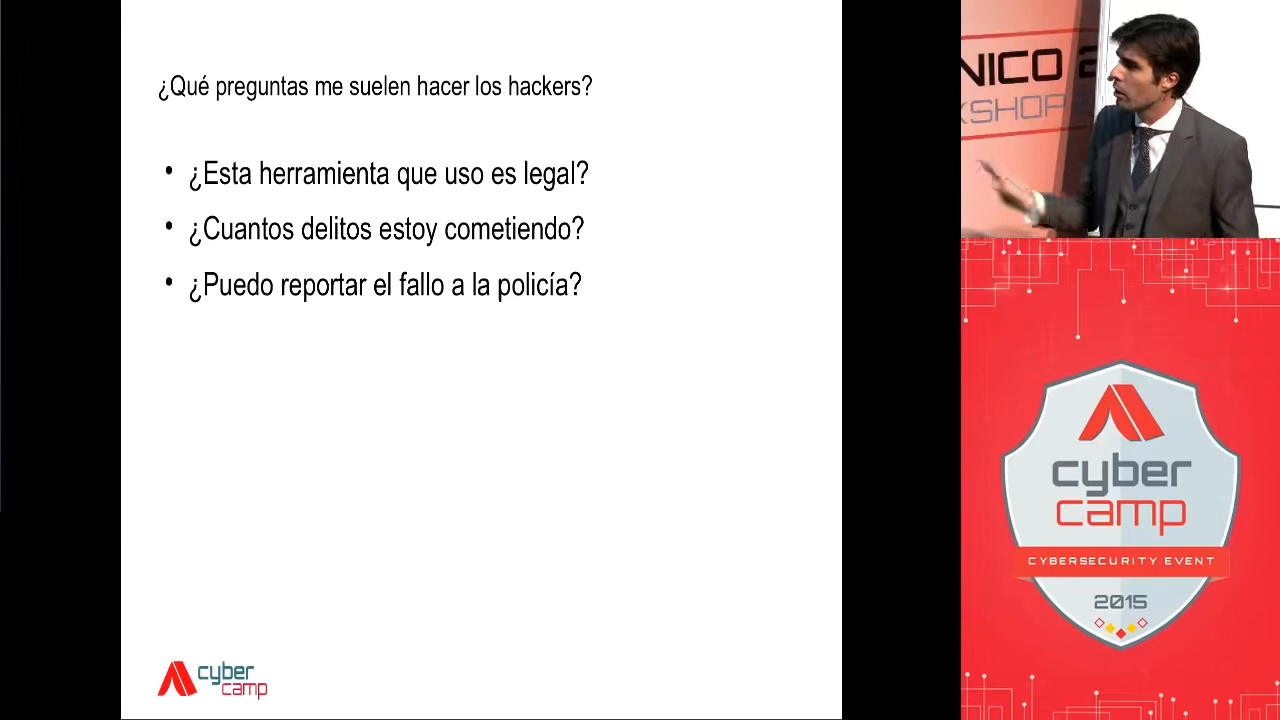 ¿Qué preguntas me suelen hacer los hackers?
• ¿Esta herramienta que uso es legal?
• ¿Cuantos delitos estoy cometiendo?
• ¿Puedo reportar el fallo a la policía?
cyber
camp
NICO
KSHOP
cyber
camp
CYBERSECURITY EVENT
2015